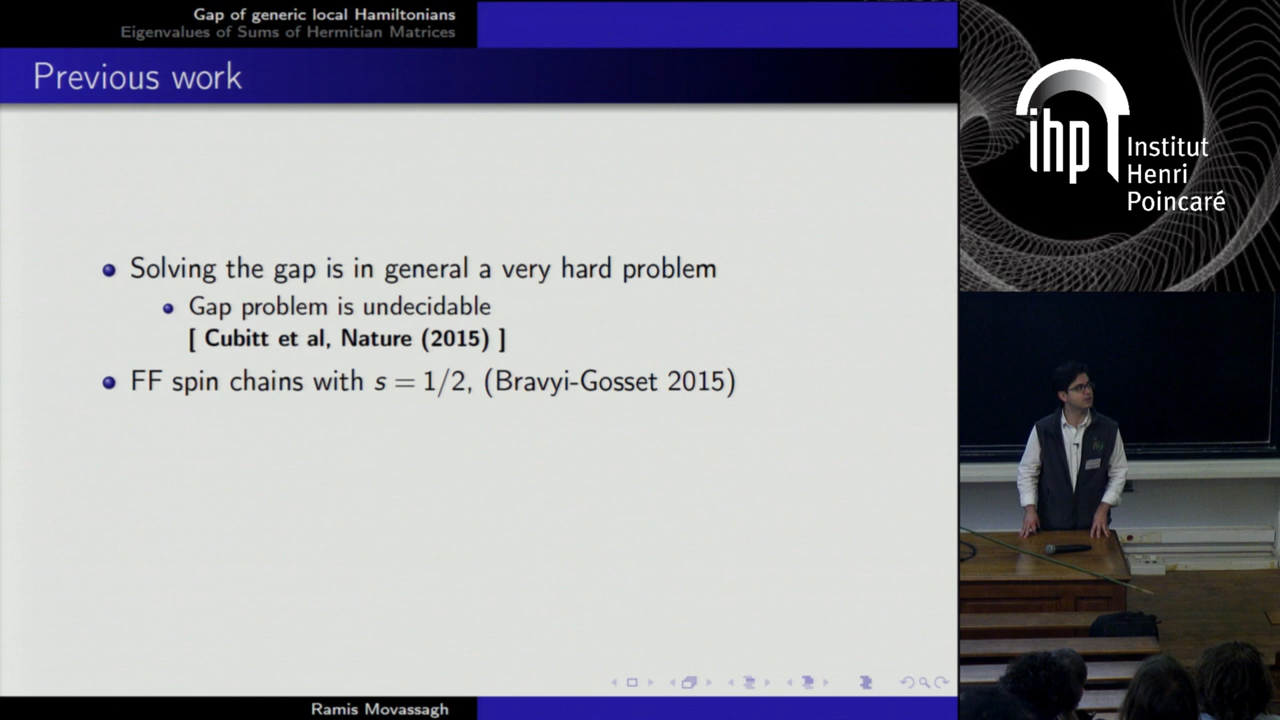 Gap of generic local Hamiltonians
Eigenvalues of Sums of Hermitian Matrices
Previous work
Solving the gap is in general a very hard problem
Gap problem is undecidable
[ Cubitt et al, Nature (2015) ]
FF spin chains with s = 1/2, (Bravyi-Gosset 2015)
Ramis Movassagh
ihp
Institut
Henri
Poincaré